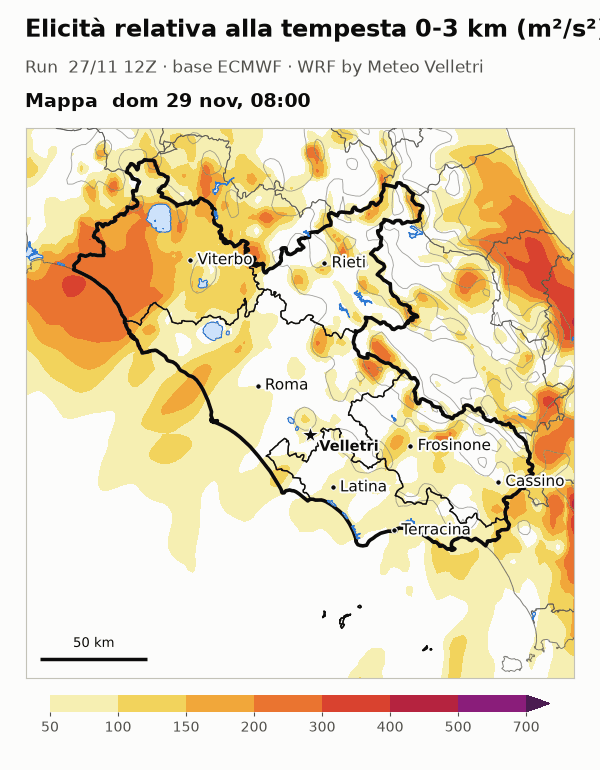 Elicità relativa alla tempesta 0-3 km (m²/s²)
Run 27/11 12Z · base ECMWF · WRF by Meteo Velletri
Mappa dom 29 nov, 08:00
Viterbo
Rieti
Roma
Velletri
Frosinone
Cassino
Latina
Terracina
50 km
50 100 150 200 300 400 500 700